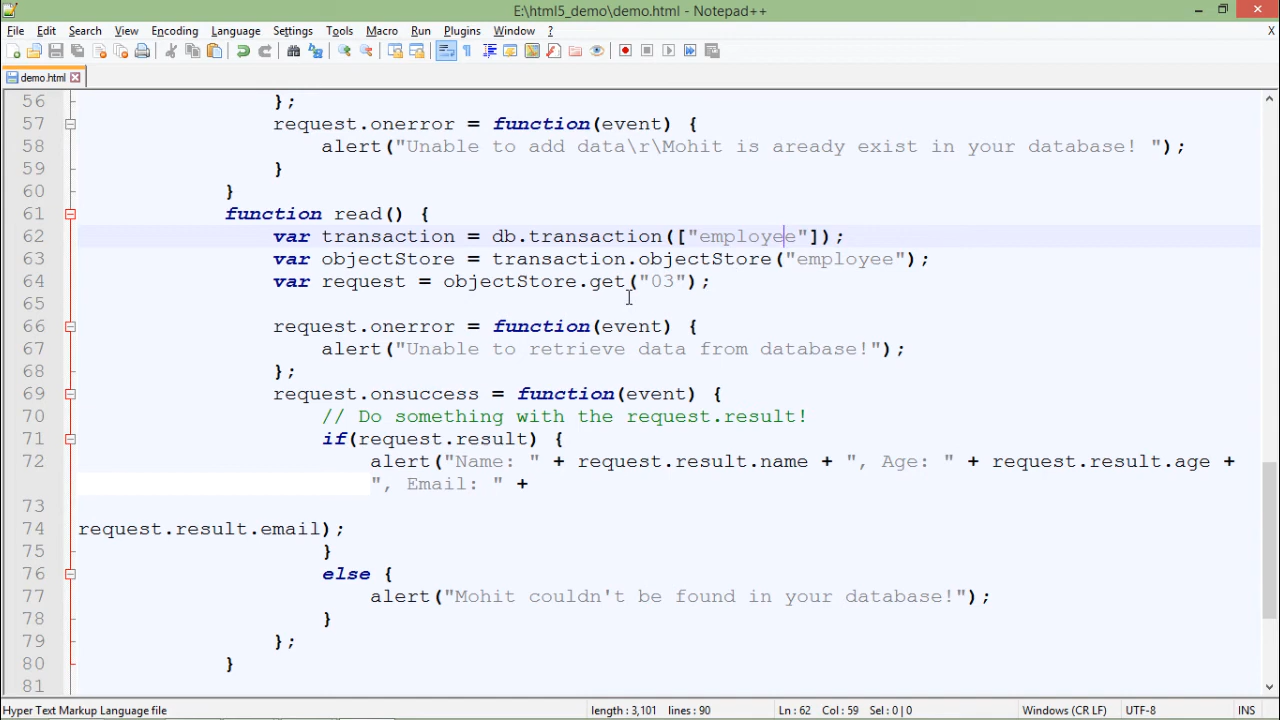 E:\html5_demo\demo.html - Notepad++
File Edit Search View Encoding Language Settings Tools Macro Run Plugins Window ? X
demo.html
56 };
57 request.onerror = function(event) {
58 alert("Unable to add data\r\Mohit is aready exist in your database! ");
59 }
60 }
61 function read() {
62 var transaction = db.transaction(["employee"]);
63 var objectStore = transaction.objectStore("employee");
64 var request = objectStore.get("03");
65
66 request.onerror = function(event) {
67 alert("Unable to retrieve data from database!");
68 };
69 request.onsuccess = function(event) {
70 // Do something with the request.result!
71 if(request.result) {
72 alert("Name: " + request.result.name + ", Age: " + request.result.age +
", Email: " +
73
74 request.result.email);
75 }
76 else {
77 alert("Mohit couldn't be found in your database!");
78 }
79 };
80 }
81
Hyper Text Markup Language file length : 3,101 lines : 90 Ln : 62 Col : 59 Sel : 0 | 0 Windows (CR LF) UTF-8 INS